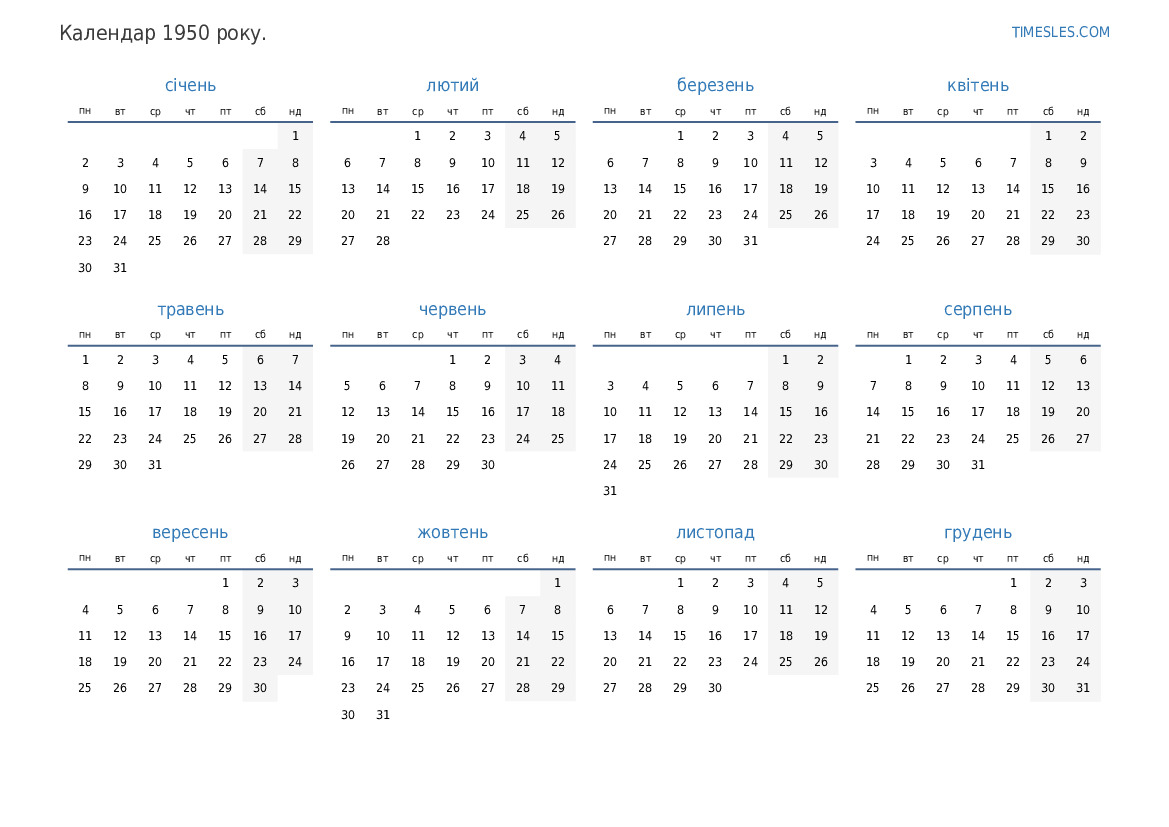 Календар 1950 року.
TIMESLES.COM
січень
пн вт ср чт пт сб нд
1
2 3 4 5 6 7 8
9 10 11 12 13 14 15
16 17 18 19 20 21 22
23 24 25 26 27 28 29
30 31
лютий
пн вт ср чт пт сб нд
1 2 3 4 5
6 7 8 9 10 11 12
13 14 15 16 17 18 19
20 21 22 23 24 25 26
27 28
березень
пн вт ср чт пт сб нд
1 2 3 4 5
6 7 8 9 10 11 12
13 14 15 16 17 18 19
20 21 22 23 24 25 26
27 28 29 30 31
квітень
пн вт ср чт пт сб нд
1 2
3 4 5 6 7 8 9
10 11 12 13 14 15 16
17 18 19 20 21 22 23
24 25 26 27 28 29 30
травень
пн вт ср чт пт сб нд
1 2 3 4 5 6 7
8 9 10 11 12 13 14
15 16 17 18 19 20 21
22 23 24 25 26 27 28
29 30 31
червень
пн вт ср чт пт сб нд
1 2 3 4
5 6 7 8 9 10 11
12 13 14 15 16 17 18
19 20 21 22 23 24 25
26 27 28 29 30
липень
пн вт ср чт пт сб нд
1 2
3 4 5 6 7 8 9
10 11 12 13 14 15 16
17 18 19 20 21 22 23
24 25 26 27 28 29 30
31
серпень
пн вт ср чт пт сб нд
1 2 3 4 5 6
7 8 9 10 11 12 13
14 15 16 17 18 19 20
21 22 23 24 25 26 27
28 29 30 31
вересень
пн вт ср чт пт сб нд
1 2 3
4 5 6 7 8 9 10
11 12 13 14 15 16 17
18 19 20 21 22 23 24
25 26 27 28 29 30
жовтень
пн вт ср чт пт сб нд
1
2 3 4 5 6 7 8
9 10 11 12 13 14 15
16 17 18 19 20 21 22
23 24 25 26 27 28 29
30 31
листопад
пн вт ср чт пт сб нд
1 2 3 4 5
6 7 8 9 10 11 12
13 14 15 16 17 18 19
20 21 22 23 24 25 26
27 28 29 30
грудень
пн вт ср чт пт сб нд
1 2 3
4 5 6 7 8 9 10
11 12 13 14 15 16 17
18 19 20 21 22 23 24
25 26 27 28 29 30 31